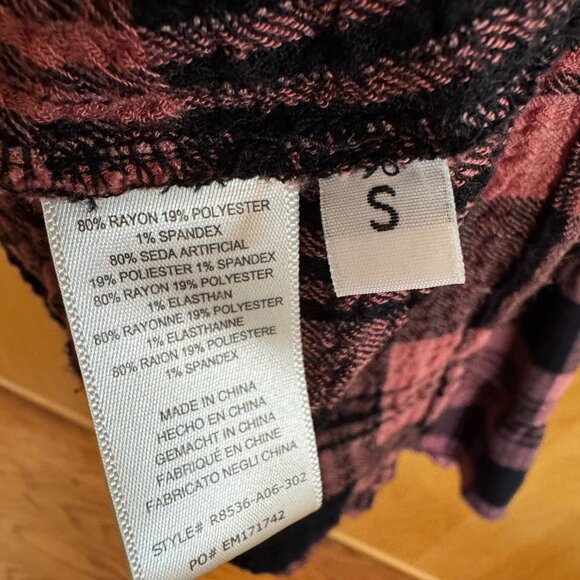 80% RAYON 19% POLYESTER
1% SPANDEX
80% SEDA ARTIFICIAL
19% POLIESTER 1% SPANDEX
80% RAYON 19% POLYESTER
1% ELASTHAN
80% RAYONNE 19% POLYESTER
1% ELASTHANNE
80% RAION 19% POLIESTERE
1% SPANDEX
MADE IN CHINA
HECHO EN CHINA
GEMACHT IN CHINA
FABRIQUÉ EN CHINE
FABRICATO NEGLI CHINA
STYLE# R8536-A06-302
PO# EM171742
S